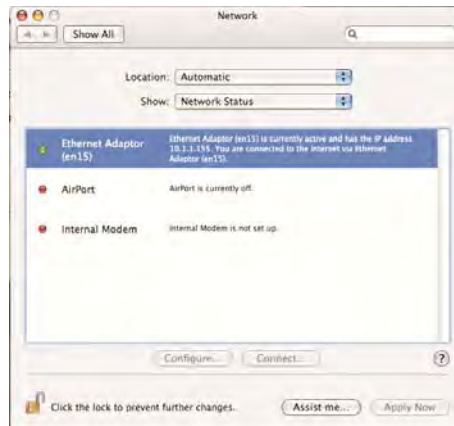 Network
Show All
Location: Automatic
Show: Network Status
Ethernet Adaptor
(en15)
Ethernet Adaptor (en15) is currently active and has the IP address
10.1.1.155. You are connected to the Internet via Ethernet
Adaptor (en15).
AirPort
AirPort is currently off.
Internal Modem
Internal Modem is not set up.
Configure...
Connect...
?
Click the lock to prevent further changes.
Assist me...
Apply Now